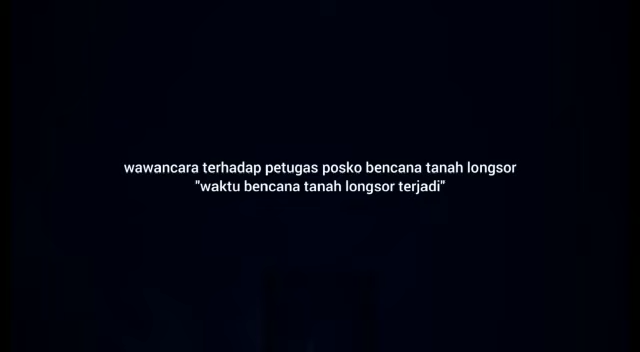 wawancara terhadap petugas posko bencana tanah longsor
"waktu bencana tanah longsor terjadi"